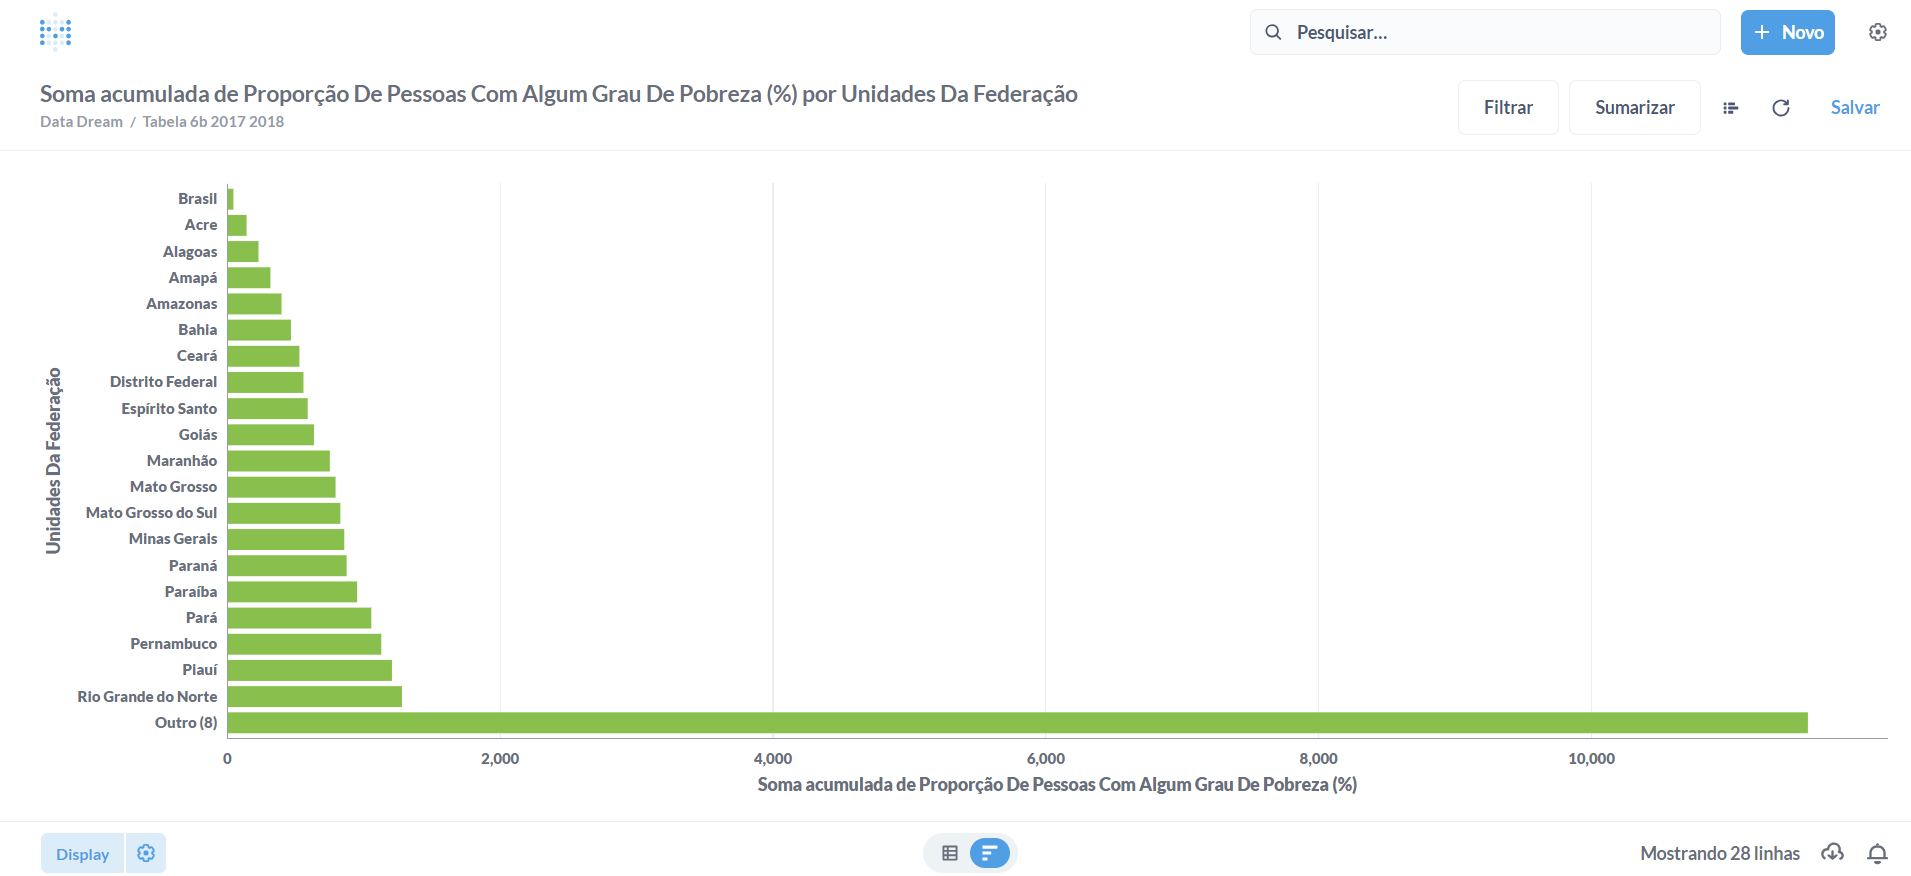 Pesquisar...
Novo
Soma acumulada de Proporção De Pessoas Com Algum Grau De Pobreza (%) por Unidades Da Federação
Data Dream / Tabela 6b 2017 2018
Filtrar
Sumarizar
Salvar
Unidades Da Federação
Brasil
Acre
Alagoas
Amapá
Amazonas
Bahia
Ceará
Distrito Federal
Espírito Santo
Goiás
Maranhão
Mato Grosso
Mato Grosso do Sul
Minas Gerais
Paraná
Paraíba
Pará
Pernambuco
Piauí
Rio Grande do Norte
Outro (8)
0 2,000 4,000 6,000 8,000 10,000
Soma acumulada de Proporção De Pessoas Com Algum Grau De Pobreza (%)
Display
Mostrando 28 linhas